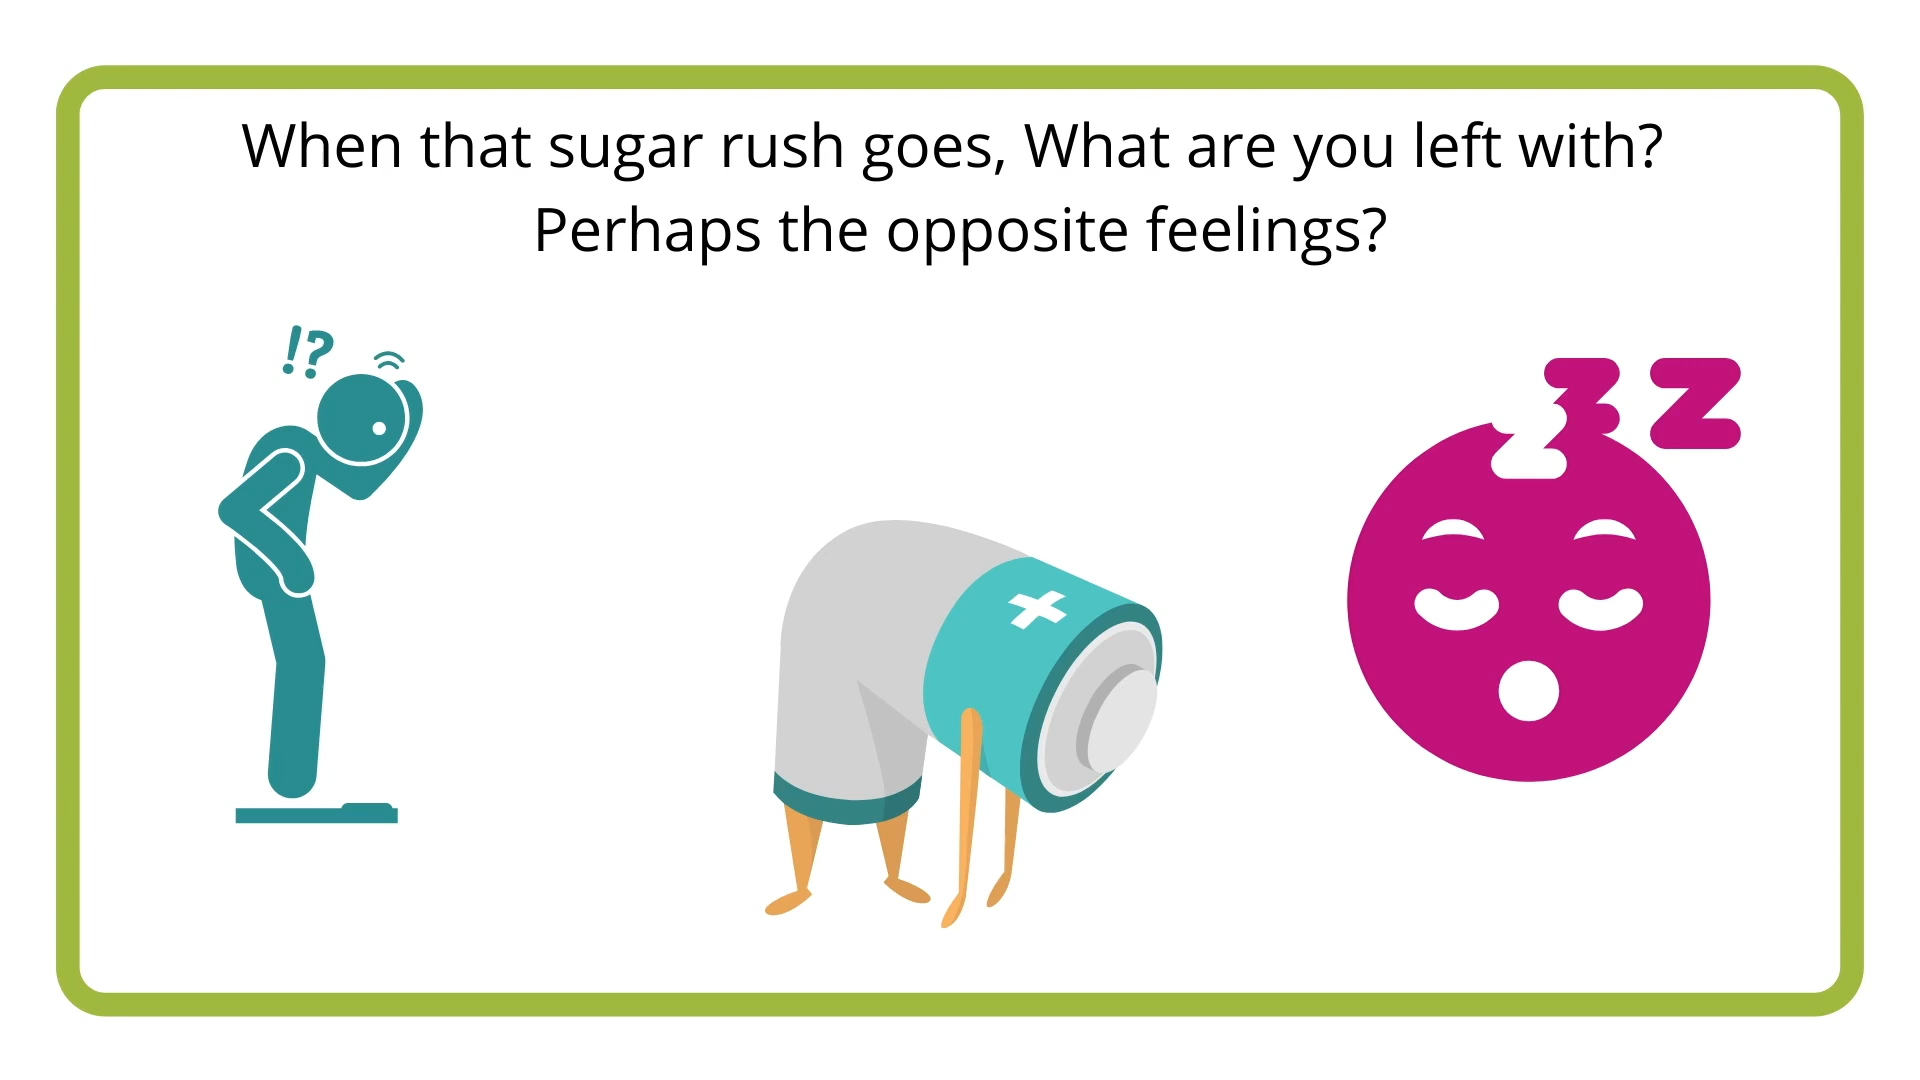 When that sugar rush goes, What are you left with?
Perhaps the opposite feelings?
!?
z z Z